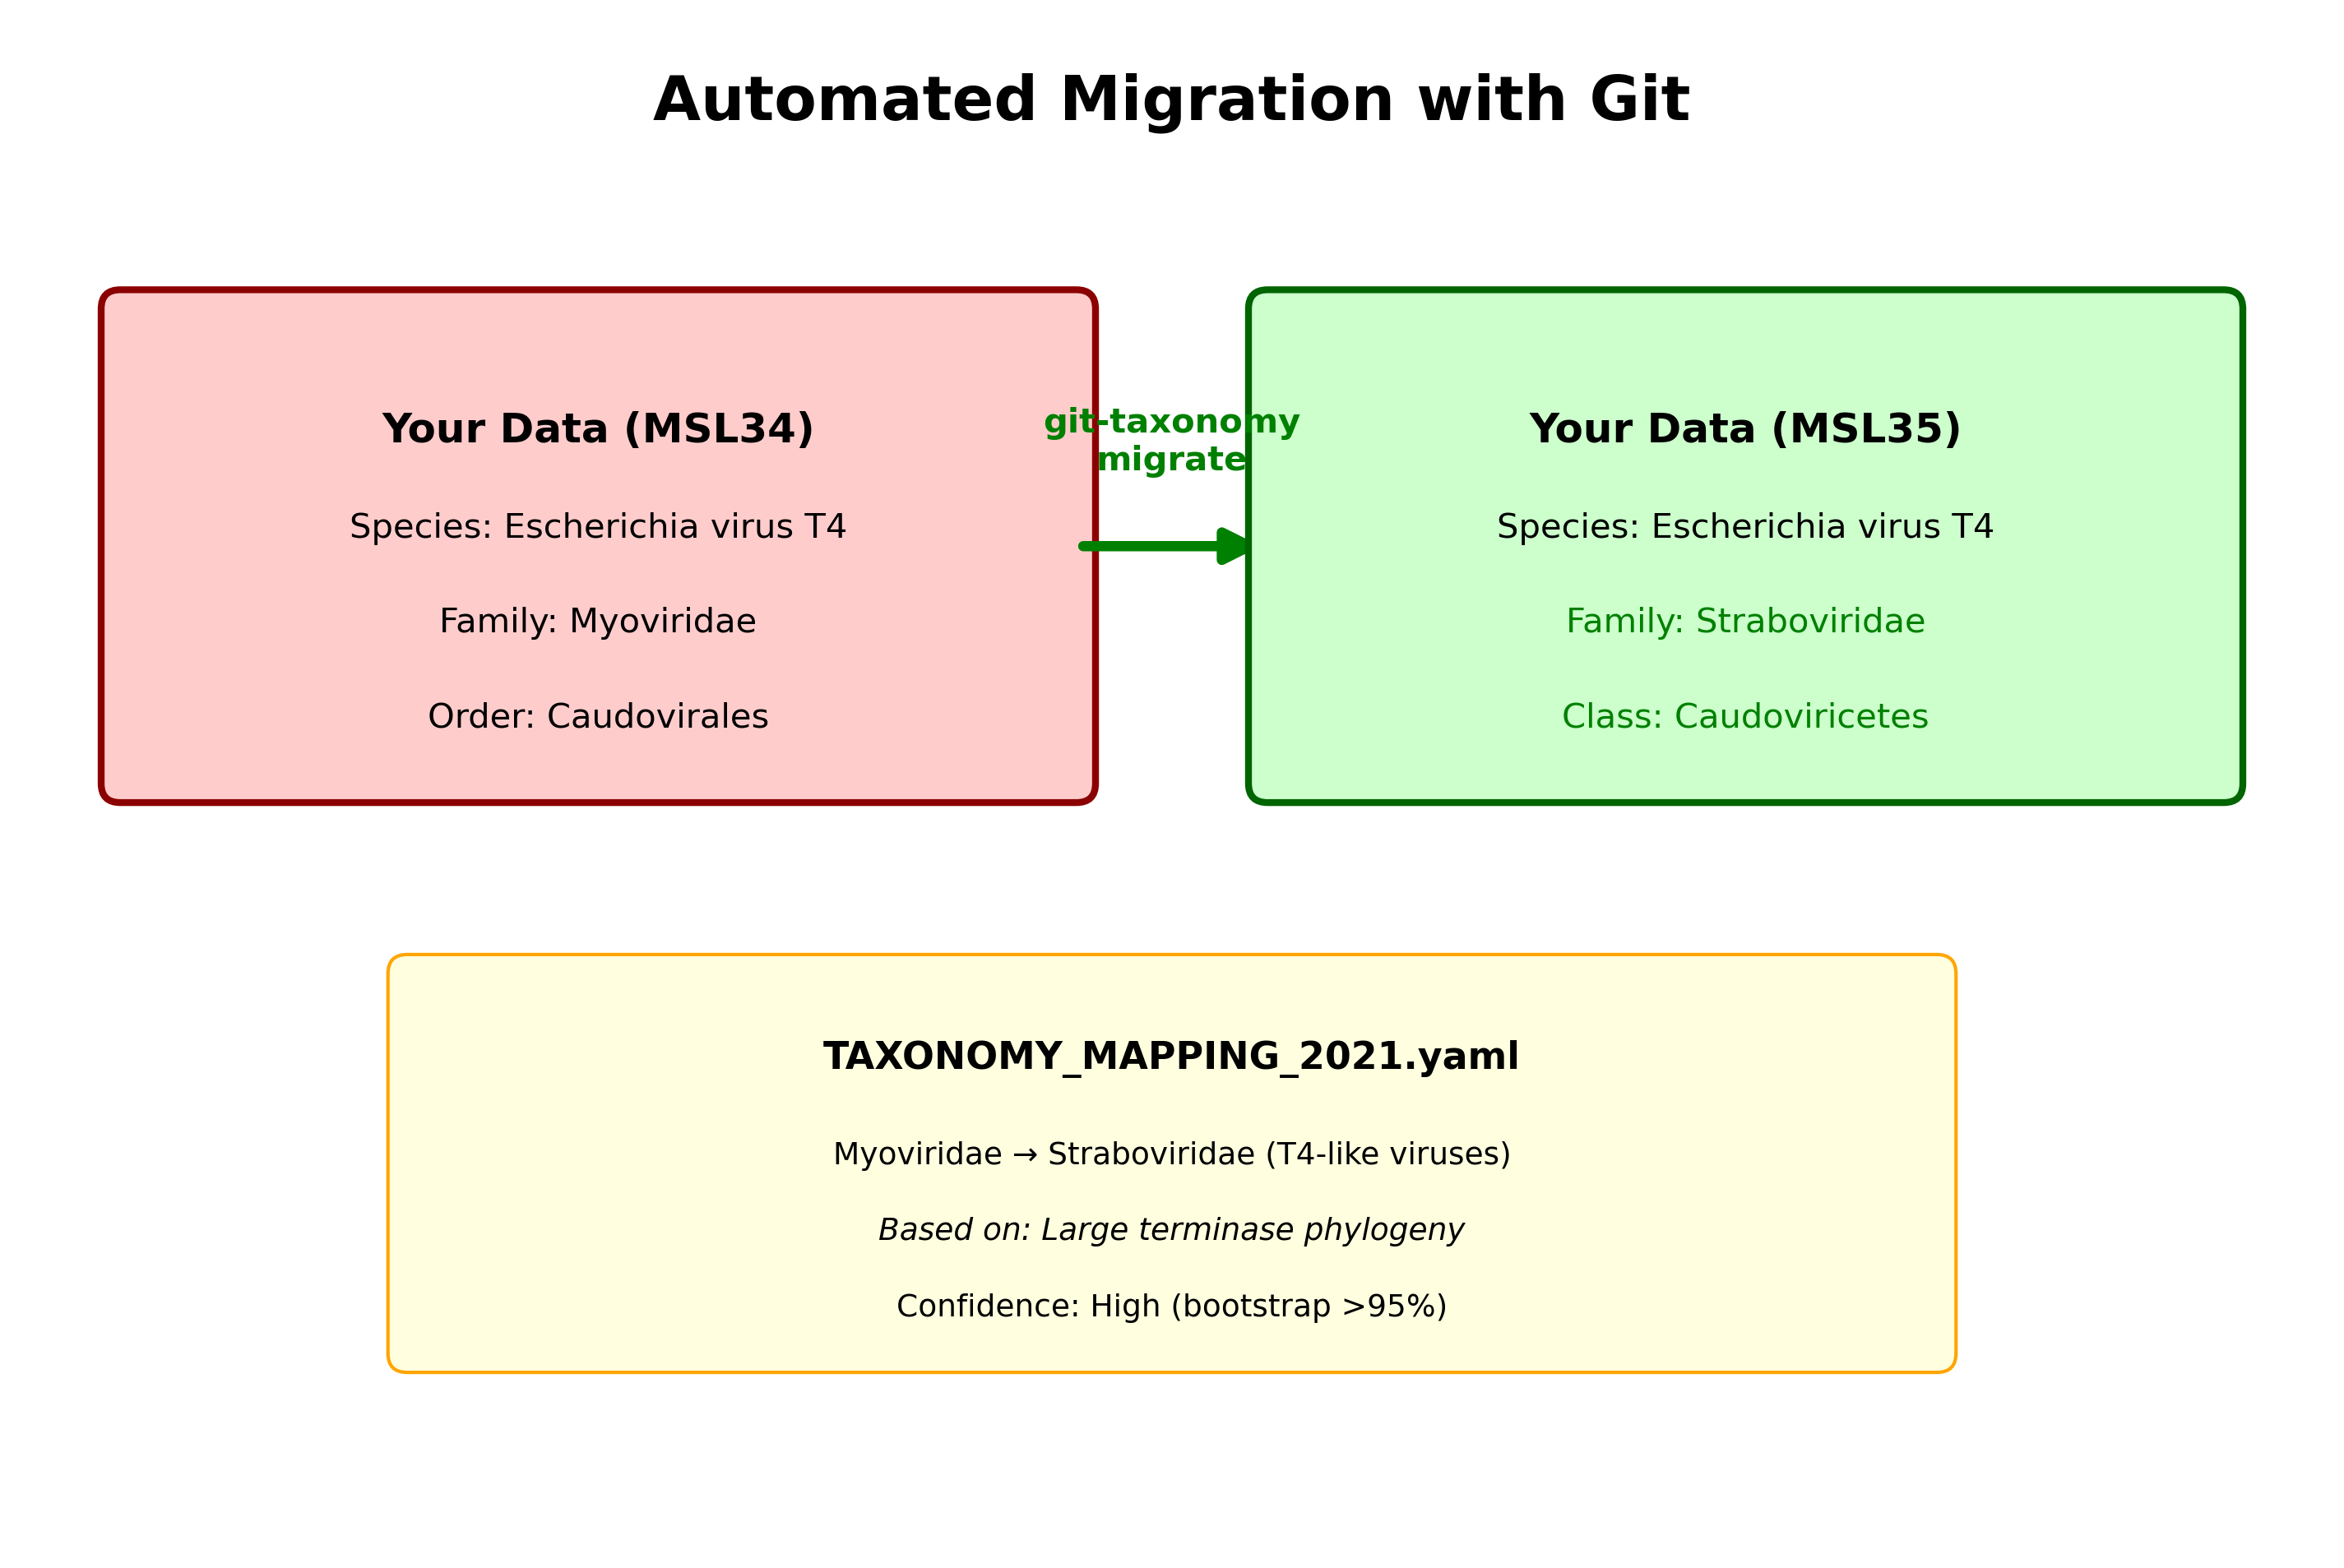 Automated Migration with Git
Your Data (MSL34)
Species: Escherichia virus T4
Family: Myoviridae
Order: Caudovirales
git-taxonomy
migrate
Your Data (MSL35)
Species: Escherichia virus T4
Family: Straboviridae
Class: Caudoviricetes
TAXONOMY_MAPPING_2021.yaml
Myoviridae → Straboviridae (T4-like viruses)
Based on: Large terminase phylogeny
Confidence: High (bootstrap >95%)